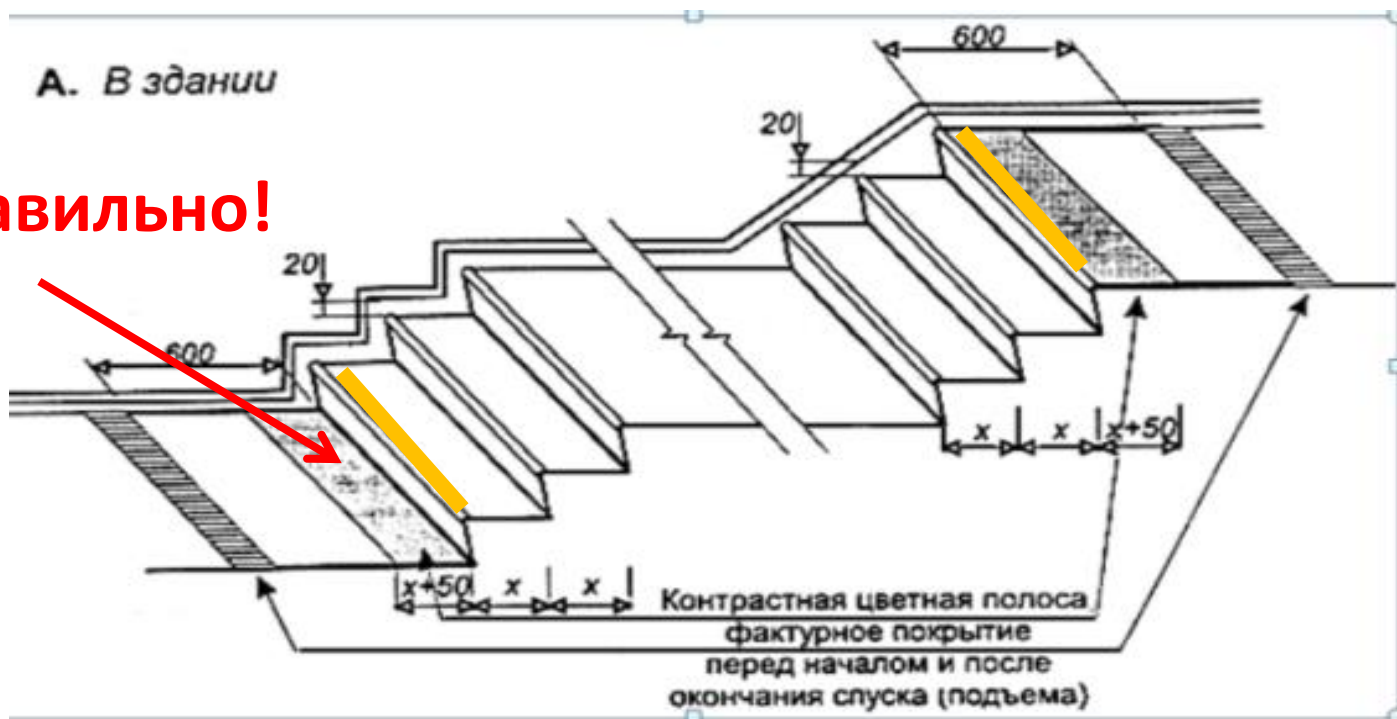 А. В здании
600
20
авильно!
20
600
x x x+50
x+50 x x
Контрастная цветная полоса
фактурное покрытие
перед началом и после
окончания спуска (подъема)